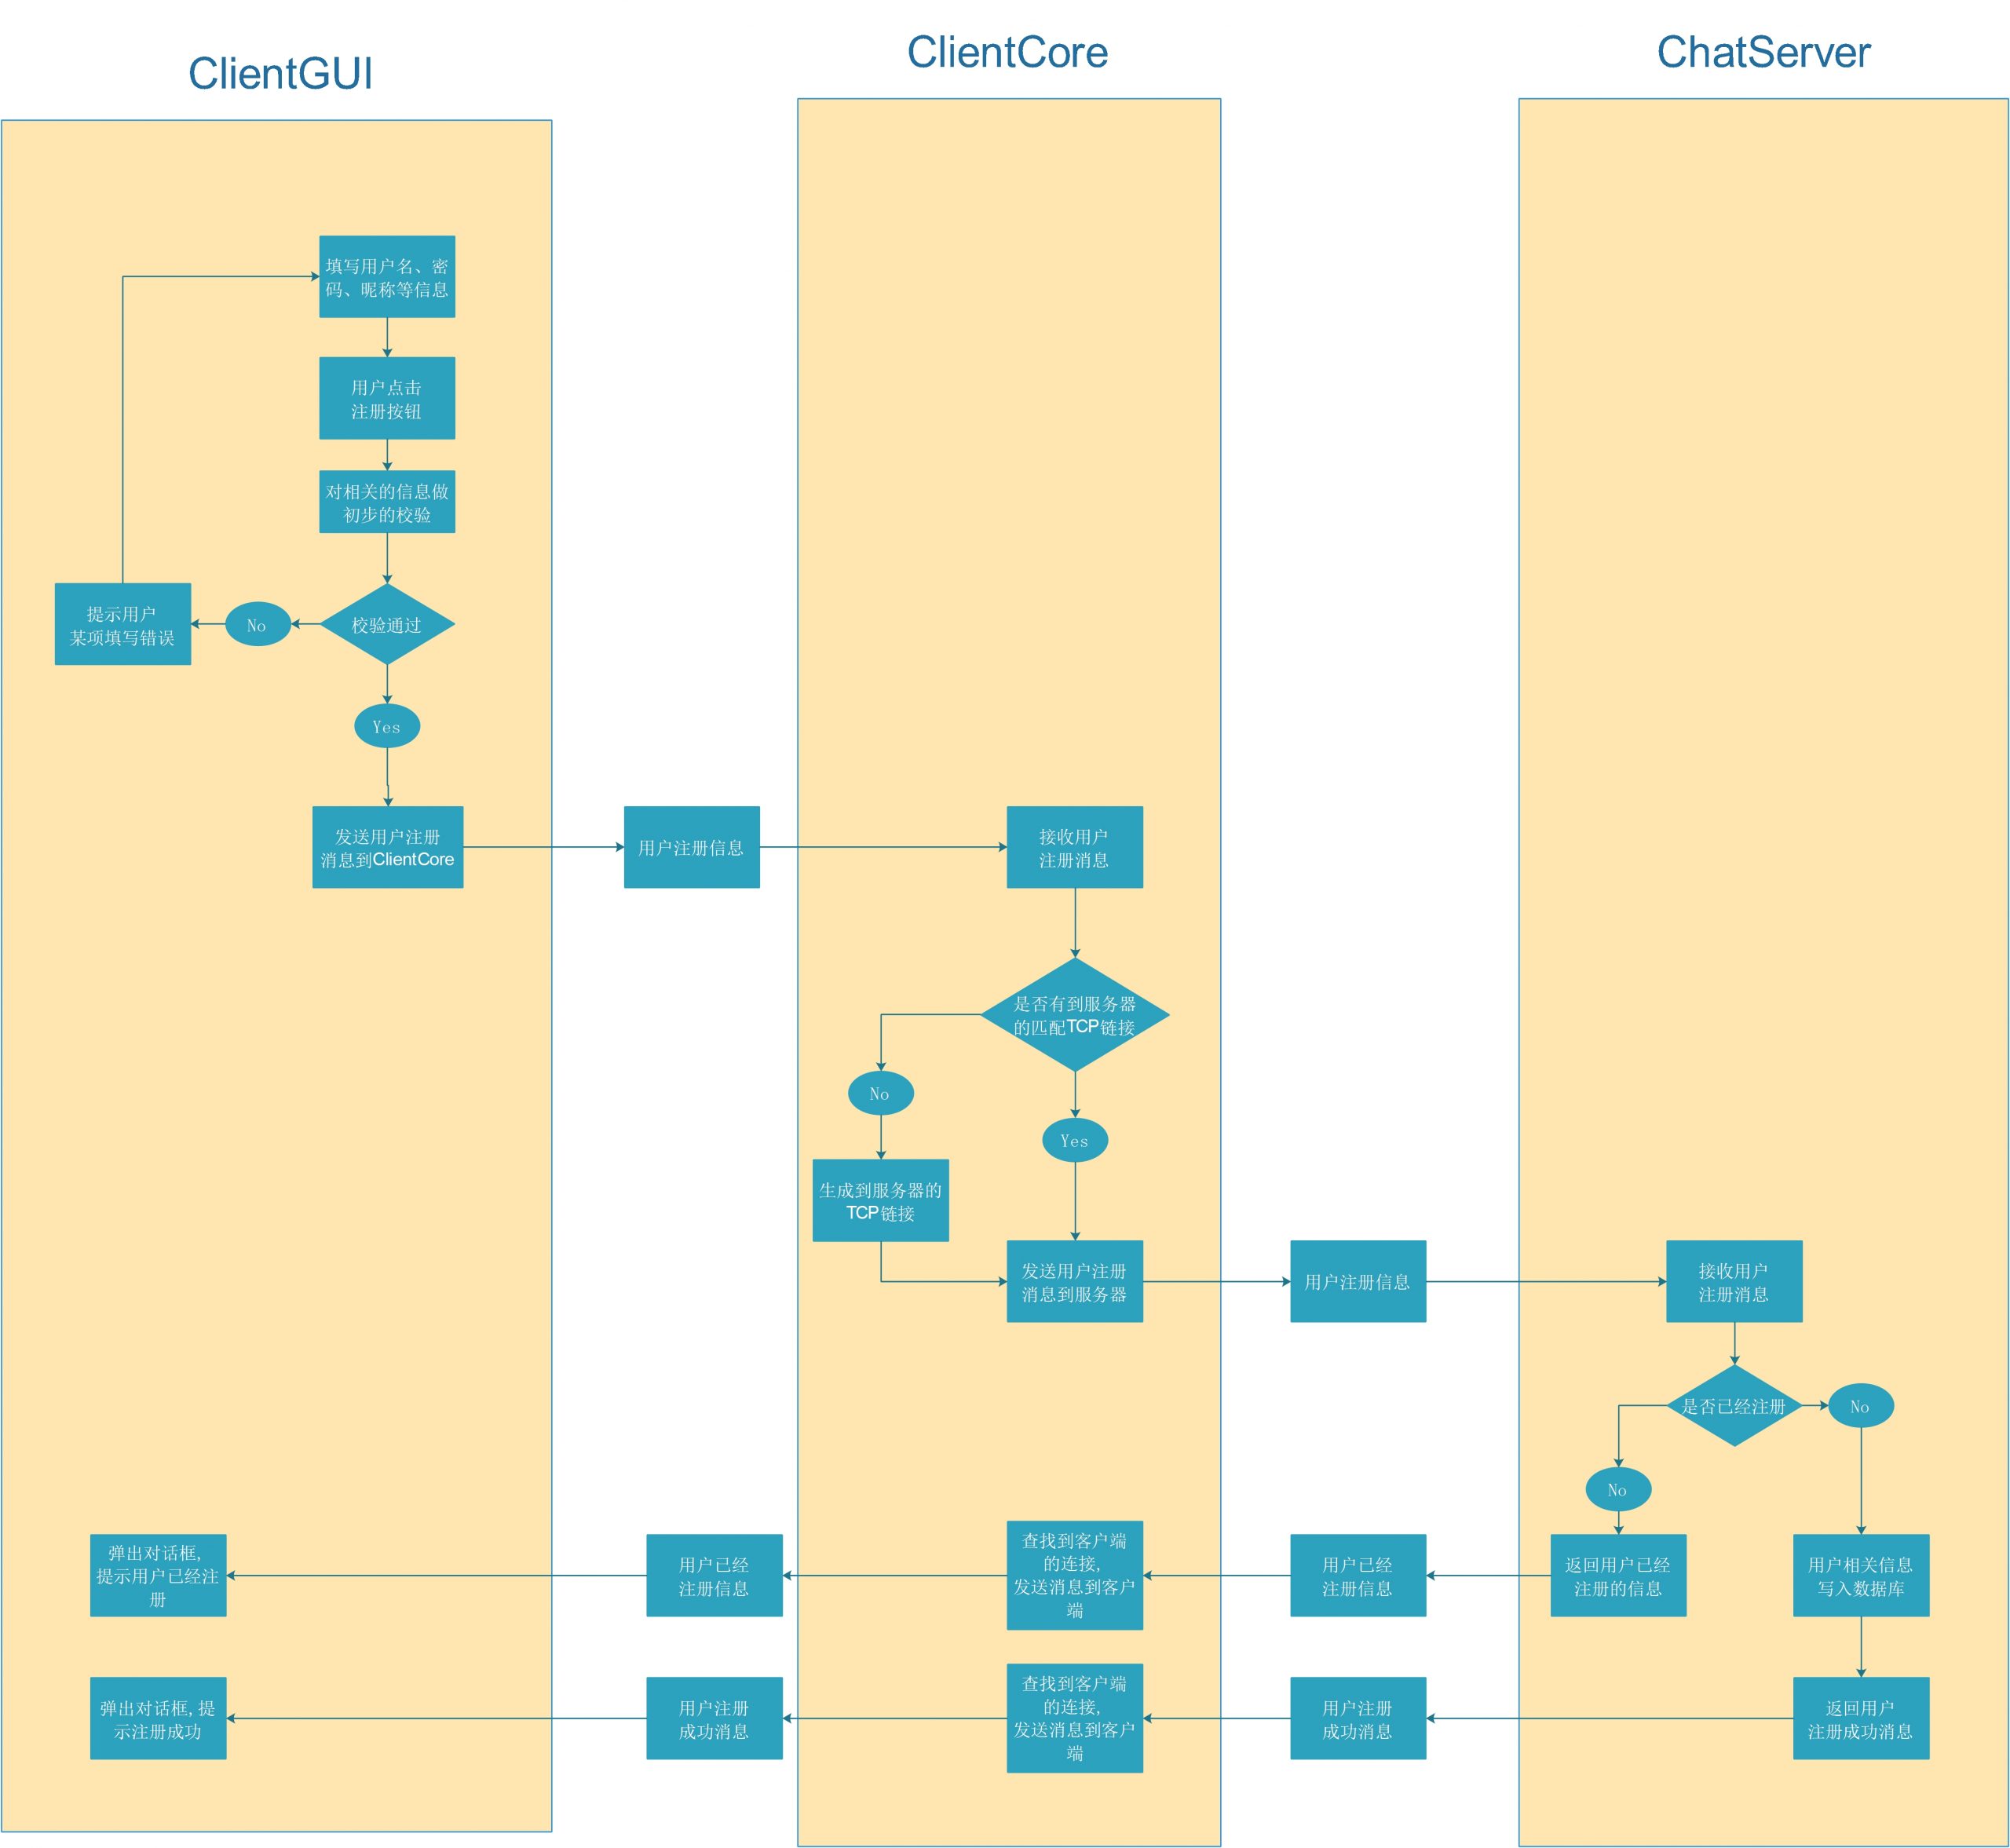 ClientGUI
ClientCore
ChatServer
填写用户名、密
码、昵称等信息
用户点击
注册按钮
对相关的信息做
初步的校验
校验通过
No
提示用户
某项填写错误
Yes
发送用户注册
消息到ClientCore
用户注册信息
接收用户
注册消息
是否有到服务器
的匹配TCP链接
No
Yes
生成到服务器的
TCP链接
发送用户注册
消息到服务器
用户注册信息
接收用户
注册消息
是否已经注册
No
No
返回用户已经
注册的信息
用户相关信息
写入数据库
用户已经
注册信息
查找到客户端
的连接,
发送消息到客户
端
用户已经
注册信息
弹出对话框,
提示用户已经注
册
返回用户
注册成功消息
用户注册
成功消息
查找到客户端
的连接,
发送消息到客户
端
用户注册
成功消息
弹出对话框, 提
示注册成功